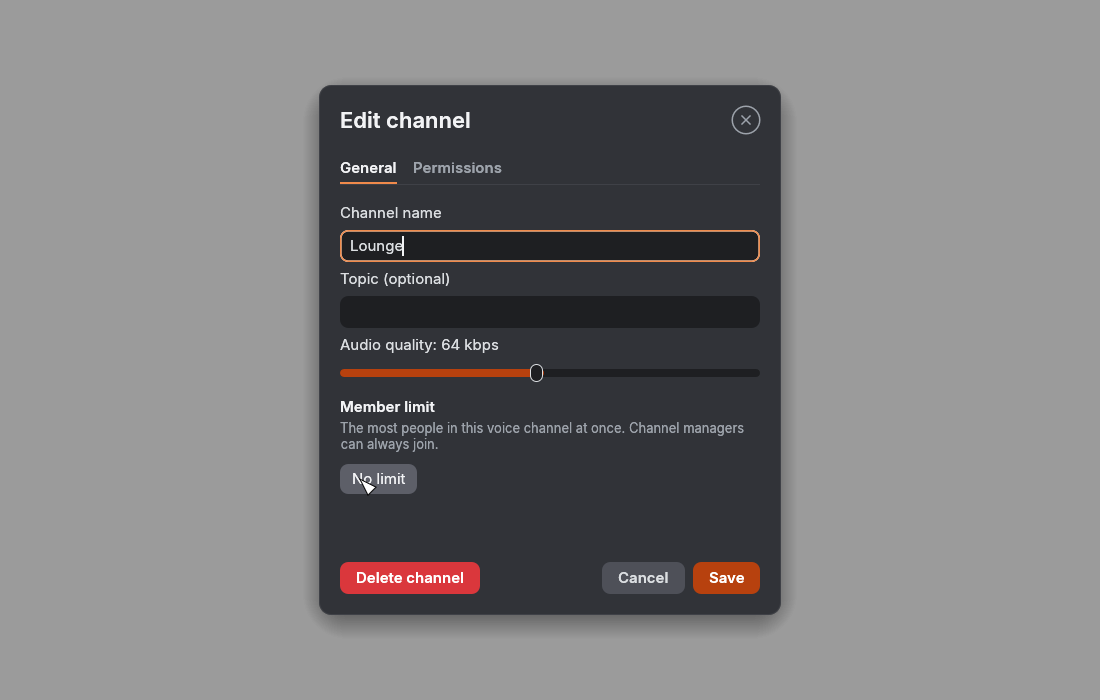 Edit channel
General Permissions
Channel name
Lounge
Topic (optional)
Audio quality: 64 kbps
Member limit
The most people in this voice channel at once. Channel managers
can always join.
No limit
Delete channel Cancel Save